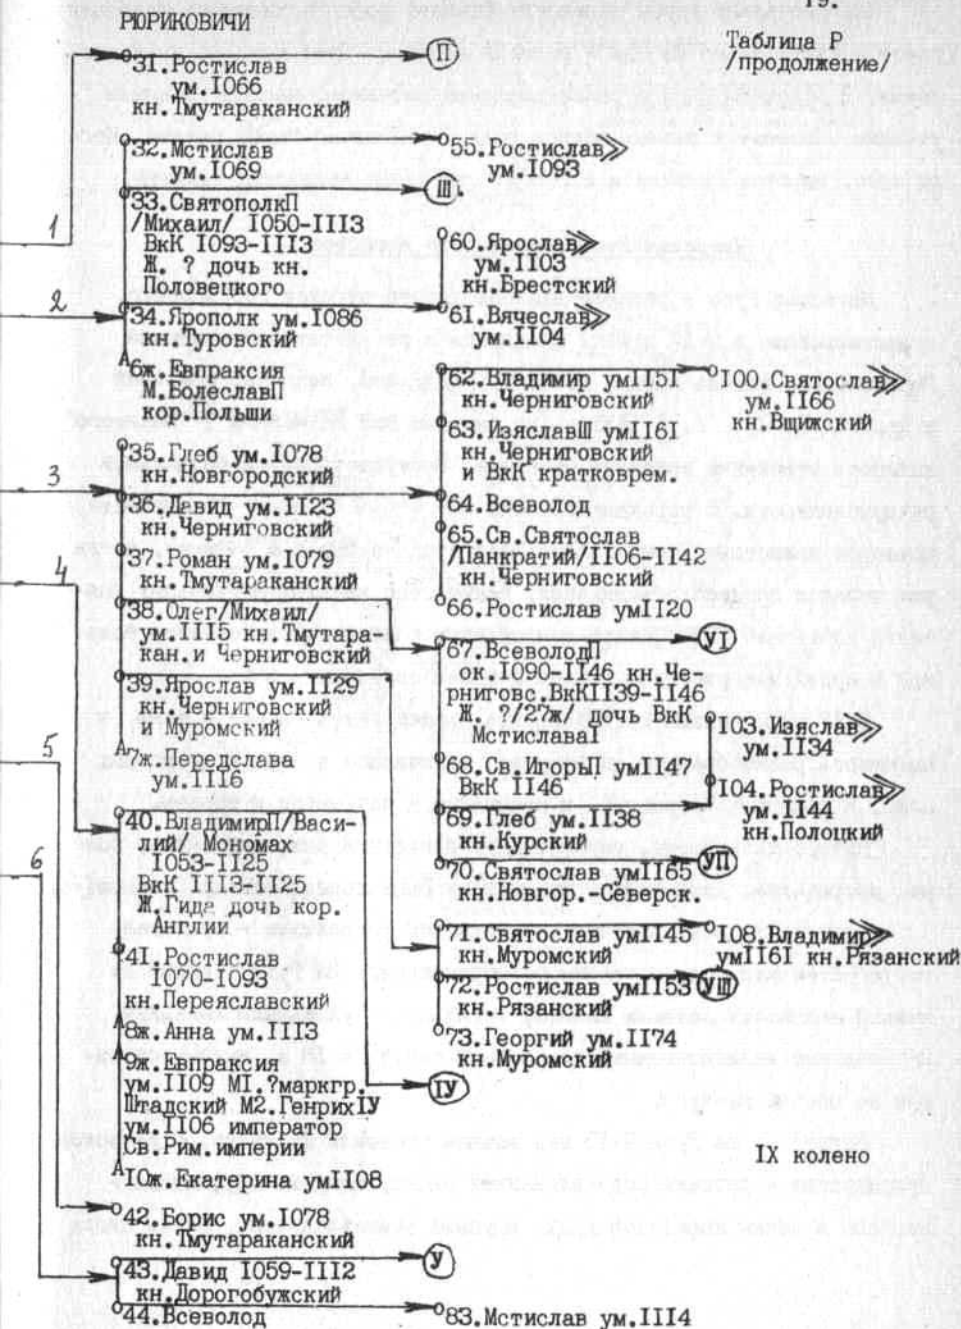 19.
РЮРИКОВИЧИ
Таблица Р
/продолжение/
31.Ростислав
ум.1066
кн.Тмутараканский
П
32.Мстислав
ум.1069
55.Ростислав
ум.1093
1
33.СвятополкП
/Михаил/ 1050-1113
ВкК 1093-1113
Ж. ? дочь кн.
Половецкого
Ш.
60.Ярослав
ум.1103
кн.Брестский
2
34.Ярополк ум.1086
кн.Туровский
61.Вячеслав
ум.1104
6ж.Евпраксия
М.БолеславП
кор.Польши
62.Владимир ум1151
кн.Черниговский
100.Святослав
ум.1166
кн.Вщижский
63.ИзяславШ ум1161
кн.Черниговский
и ВкК кратковрем.
35.Глеб ум.1078
кн.Новгородский
3
36.Давид ум.1123
кн.Черниговский
64.Всеволод
65.Св.Святослав
/Панкратий/1106-1142
кн.Черниговский
37.Роман ум.1079
кн.Тмутараканский
66.Ростислав ум1120
4
38.Олег/Михаил/
ум.1115 кн.Тмутара
кан.и Черниговский
УІ
67.ВсеволодП
ок.1090-1146 кн.Че-
рниговс.ВкК1139-1146
Ж. ?/27ж/ дочь ВкК
МстиславаІ
39.Ярослав ум.1129
кн.Черниговский
и Муромский
103.Изяслав
ум.1134
5
7ж.Передслава
ум.1116
68.Св.ИгорьІ ум1147
ВкК 1146
104.Ростислав
ум.1144
кн.Полоцкий
69.Глеб ум.1138
кн.Курский
40.ВладимирП/Васи-
лий/ Мономах
1053-1125
ВкК 1113-1125
Ж.Гида дочь кор.
Англии
6
70.Святослав ум1165
кн.Новгор.-Северск.
УП
71.Святослав ум1145
кн.Муромский
108.Владимир
ум1161 кн.Рязанский
41.Ростислав
1070-1093
кн.Переяславский
72.Ростислав ум1153
кн.Рязанский
УШ
73.Георгий ум.1174
кн.Муромский
8ж.Анна ум.1113
9ж.Евпраксия
ум.1109 М1.?маркгр.
Штадский М2.ГенрихІУ
ум.1106 император
Св.Рим.империи
ІУ
10ж.Екатерина ум1108
IX колено
42.Борис ум.1078
кн.Тмутараканский
43.Давид 1059-1112
кн.Дорогобужский
У
44.Всеволод
83.Мстислав ум.1114